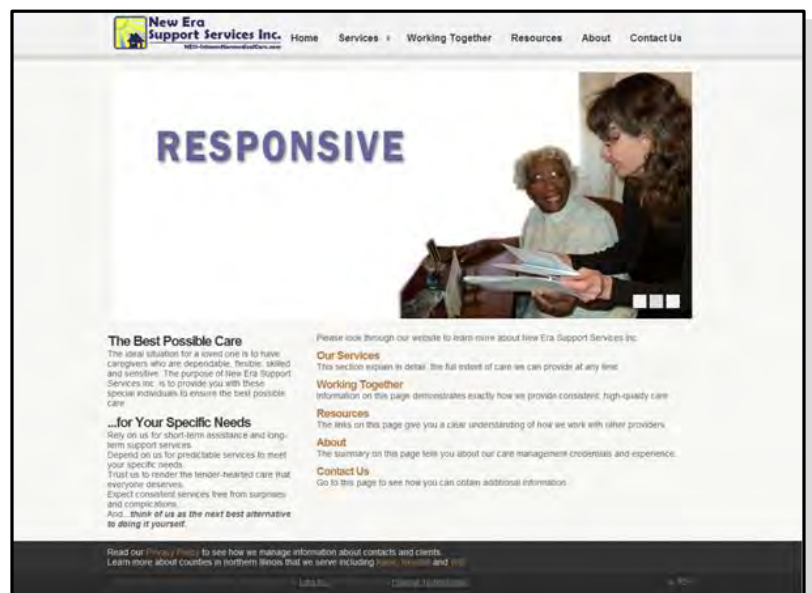 New Era
Support Services Inc.
Home Services Working Together Resources About Contact Us
RESPONSIVE
The Best Possible Care
The ideal situation for a loved one is to have
caregivers who are dependable, flexible, skilled
and sensitive. The purpose of New Era Support
Services Inc. is to provide you with these
special individuals to ensure the best possible
care.
...for Your Specific Needs
Rely on us for short-term assistance and long-
term support services.
Depend on us for predictable services to meet
your specific needs.
Trust us to render the tender-hearted care that
everyone deserves.
Expect consistent services free from surprises
and complications.
And...think of us as the next best alternative
to doing it yourself.
Please look through our website to learn more about New Era Support Services Inc.
Our Services
This section explain in detail, the full extent of care we can provide at any time.
Working Together
Information on this page demonstrates exactly how we provide consistent, high-quality care.
Resources
The links on this page give you a clear understanding of how we work with other providers.
About
The summary on this page tells you about our care management credentials and experience.
Contact Us
Go to this page to see how you can obtain additional information.
Read our Privacy Policy to see how we manage information about contacts and clients.
Learn more about counties in northern Illinois that we serve including Kane, and Will